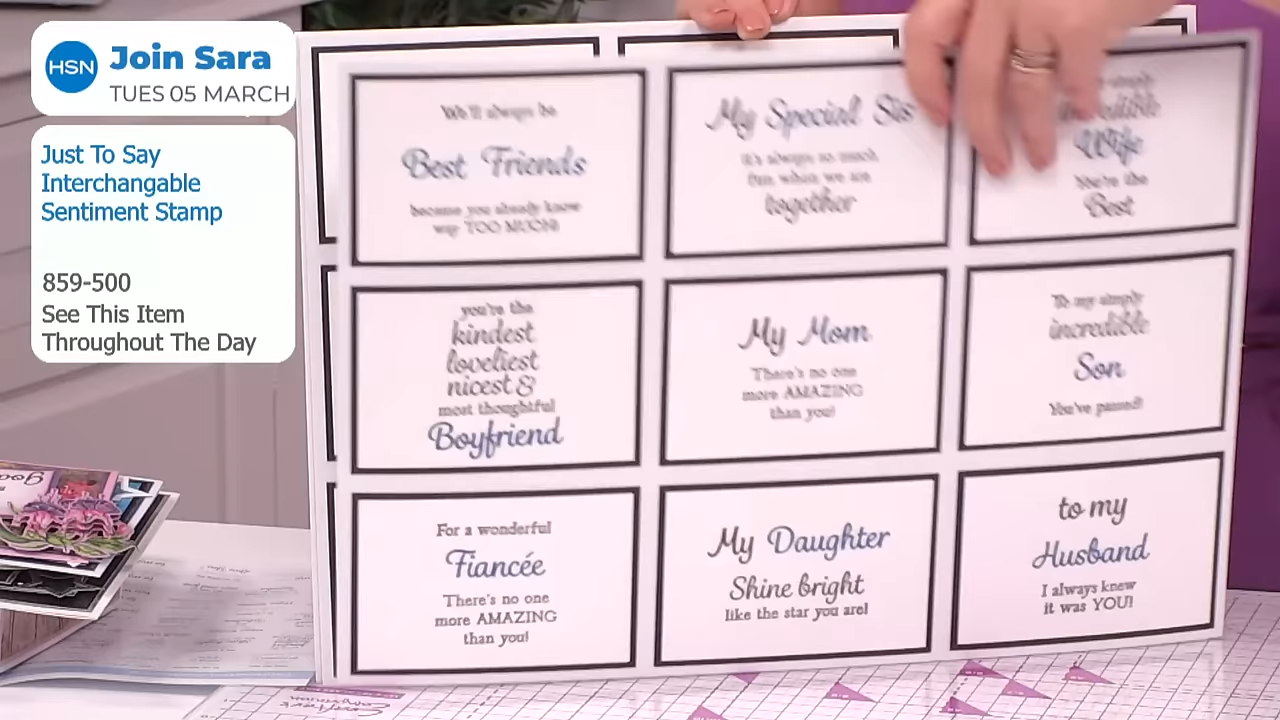 HSN
Join Sara
TUES 05 MARCH
Just To Say
Interchangable
Sentiment Stamp
859-500
See This Item
Throughout The Day
We'll always be
Best Friends
because you already know
way TOO MUCH!
My Special Sis
It's always so much
fun when we are
together
simply
Wife
You're the
Best
you're the
kindest
loveliest
nicest &
most thoughtful
Boyfriend
My Mom
There's no one
more AMAZING
than you!
To my simply
incredible
Son
You've passed!
For a wonderful
Fiancée
There's no one
more AMAZING
than you!
My Daughter
Shine bright
like the star you are!
to my
Husband
I always knew
it was YOU!